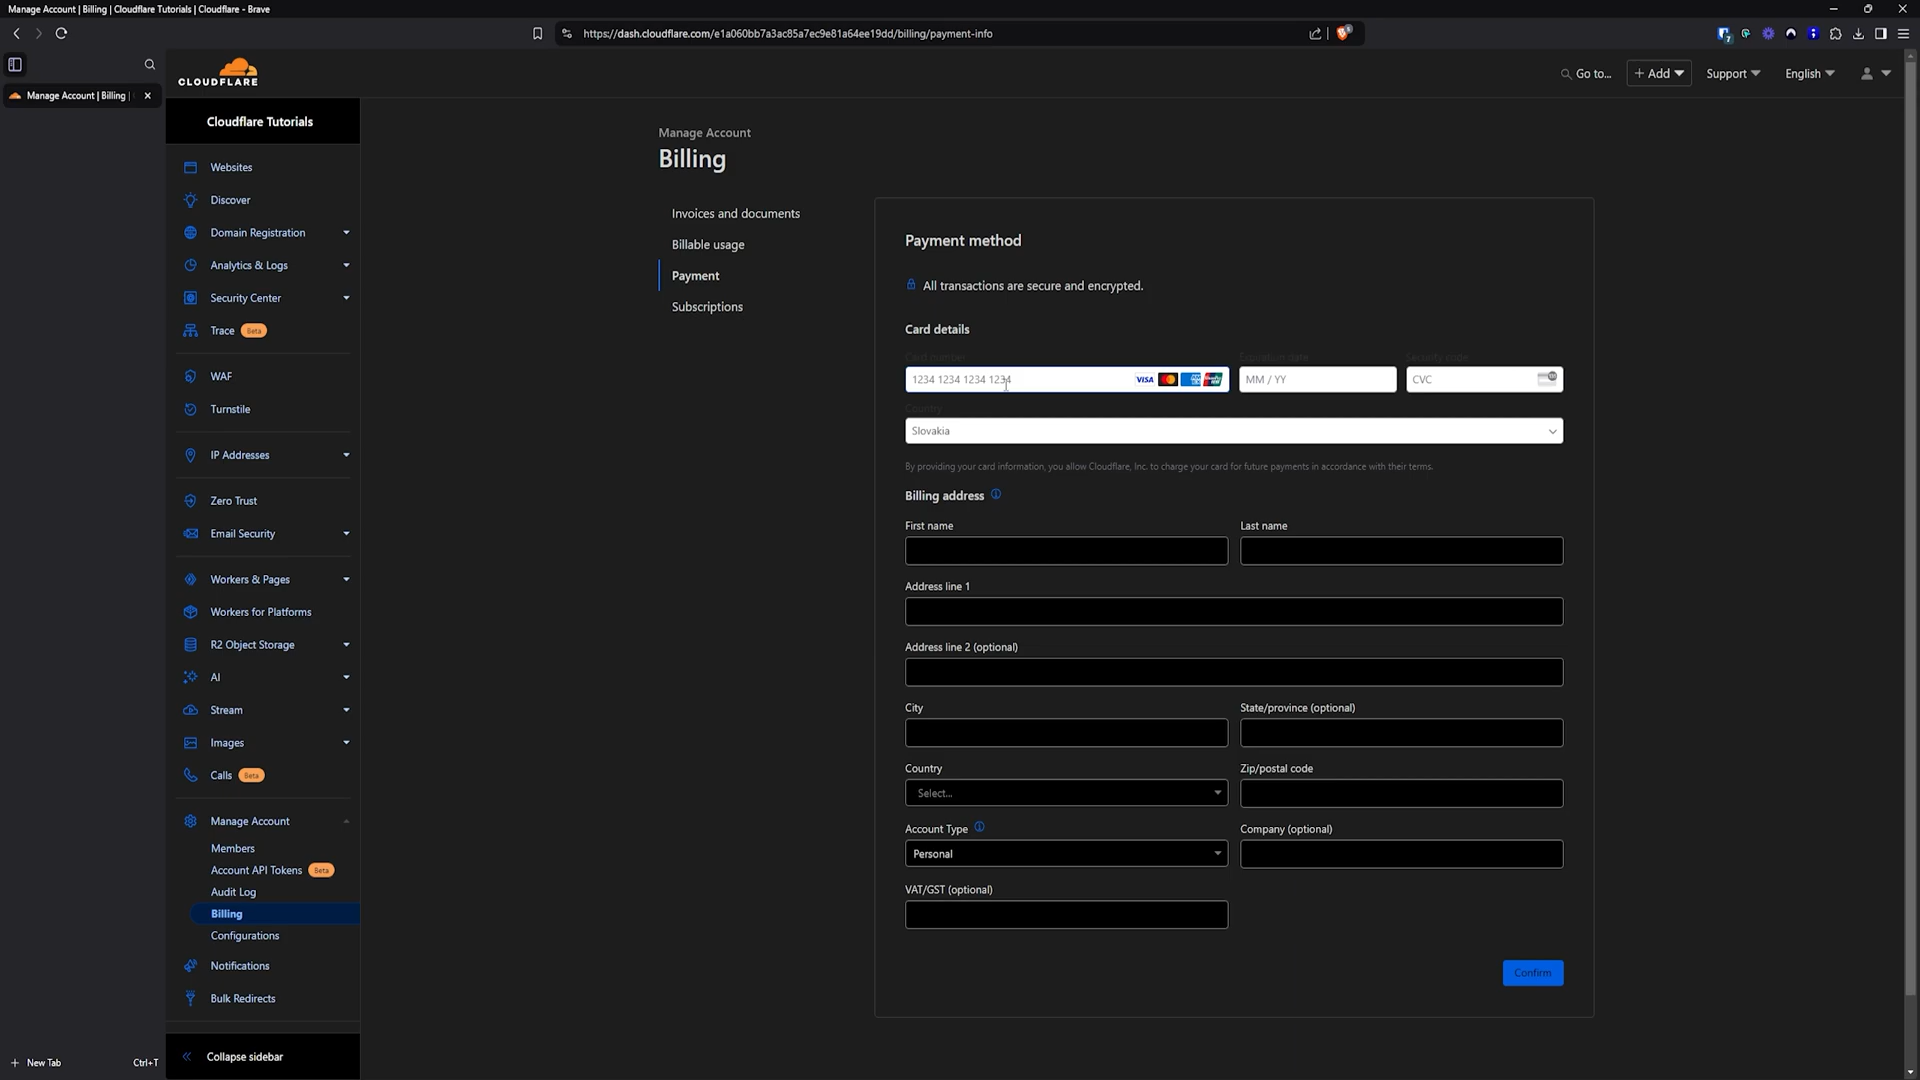 Manage Account | Billing | Cloudflare Tutorials | Cloudflare - Brave
https://dash.cloudflare.com/e1a060bb7a3ac85a7ec9e81a64ee19dd/billing/payment-info
Manage Account | Billing |
CLOUDFLARE
Go to...
+ Add
Support
English
Cloudflare Tutorials
Websites
Discover
Domain Registration
Analytics & Logs
Security Center
Trace Beta
WAF
Turnstile
IP Addresses
Zero Trust
Email Security
Workers & Pages
Workers for Platforms
R2 Object Storage
AI
Stream
Images
Calls Beta
Manage Account
Members
Account API Tokens Beta
Audit Log
Billing
Configurations
Notifications
Bulk Redirects
Collapse sidebar
+ New Tab Ctrl+T
Manage Account
Billing
Invoices and documents
Billable usage
Payment
Subscriptions
Payment method
All transactions are secure and encrypted.
Card details
Card number Expiration date Security code
1234 1234 1234 1234 VISA MM / YY CVC
Country
Slovakia
By providing your card information, you allow Cloudflare, Inc. to charge your card for future payments in accordance with their terms.
Billing address
First name Last name
Address line 1
Address line 2 (optional)
City State/province (optional)
Country Zip/postal code
Select...
Account Type Company (optional)
Personal
VAT/GST (optional)
Confirm